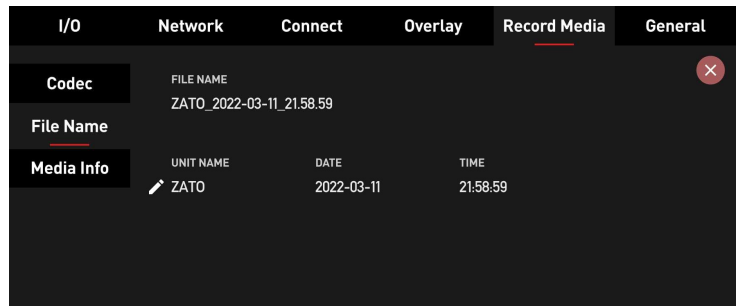 I/O Network Connect Overlay Record Media General
Codec
File Name
Media Info
FILE NAME
ZATO_2022-03-11_21.58.59
UNIT NAME DATE TIME
ZATO 2022-03-11 21:58:59